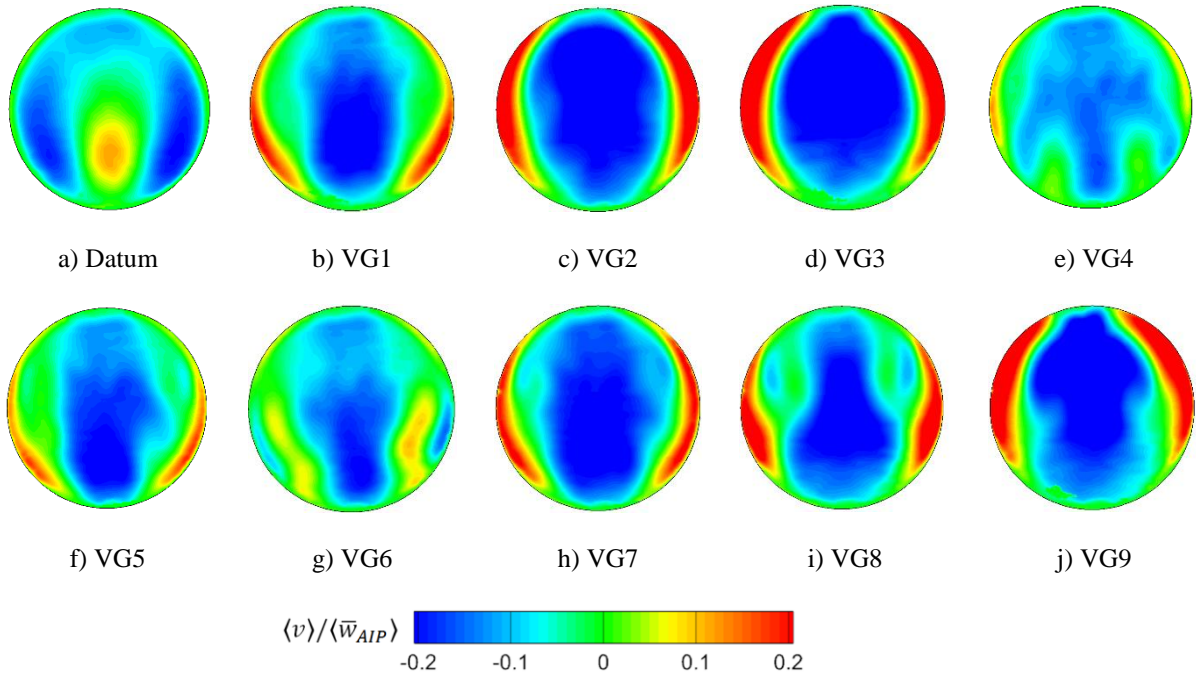 a) Datum b) VG1 c) VG2 d) VG3 e) VG4
f) VG5 g) VG6 h) VG7 i) VG8 j) VG9
⟨v⟩/⟨w̅_AIP⟩
-0.2 -0.1 0 0.1 0.2